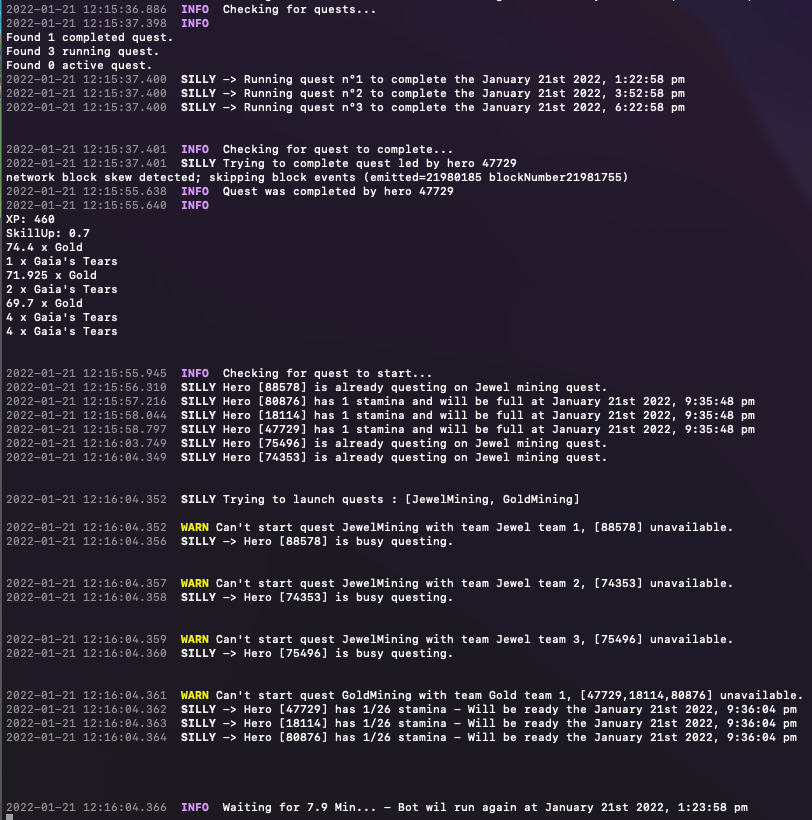 2022-01-21 12:15:36.886 INFO Checking for quests...
2022-01-21 12:15:37.398 INFO
Found 1 completed quest.
Found 3 running quest.
Found 0 active quest.
2022-01-21 12:15:37.400 SILLY -> Running quest n°1 to complete the January 21st 2022, 1:22:58 pm
2022-01-21 12:15:37.400 SILLY -> Running quest n°2 to complete the January 21st 2022, 3:52:58 pm
2022-01-21 12:15:37.400 SILLY -> Running quest n°3 to complete the January 21st 2022, 6:22:58 pm
2022-01-21 12:15:37.401 INFO Checking for quest to complete...
2022-01-21 12:15:37.401 SILLY Trying to complete quest led by hero 47729
network block skew detected; skipping block events (emitted=21980185 blockNumber21981755)
2022-01-21 12:15:55.638 INFO Quest was completed by hero 47729
2022-01-21 12:15:55.640 INFO
XP: 460
SkillUp: 0.7
74.4 x Gold
1 x Gaia's Tears
71.925 x Gold
2 x Gaia's Tears
69.7 x Gold
4 x Gaia's Tears
4 x Gaia's Tears
2022-01-21 12:15:55.945 INFO Checking for quest to start...
2022-01-21 12:15:56.310 SILLY Hero [88578] is already questing on Jewel mining quest.
2022-01-21 12:15:57.216 SILLY Hero [80876] has 1 stamina and will be full at January 21st 2022, 9:35:48 pm
2022-01-21 12:15:58.044 SILLY Hero [18114] has 1 stamina and will be full at January 21st 2022, 9:35:48 pm
2022-01-21 12:15:58.797 SILLY Hero [47729] has 1 stamina and will be full at January 21st 2022, 9:35:48 pm
2022-01-21 12:16:03.749 SILLY Hero [75496] is already questing on Jewel mining quest.
2022-01-21 12:16:04.349 SILLY Hero [74353] is already questing on Jewel mining quest.
2022-01-21 12:16:04.352 SILLY Trying to launch quests : [JewelMining, GoldMining]
2022-01-21 12:16:04.352 WARN Can't start quest JewelMining with team Jewel team 1, [88578] unavailable.
2022-01-21 12:16:04.356 SILLY -> Hero [88578] is busy questing.
2022-01-21 12:16:04.357 WARN Can't start quest JewelMining with team Jewel team 2, [74353] unavailable.
2022-01-21 12:16:04.358 SILLY -> Hero [74353] is busy questing.
2022-01-21 12:16:04.359 WARN Can't start quest JewelMining with team Jewel team 3, [75496] unavailable.
2022-01-21 12:16:04.360 SILLY -> Hero [75496] is busy questing.
2022-01-21 12:16:04.361 WARN Can't start quest GoldMining with team Gold team 1, [47729,18114,80876] unavailable.
2022-01-21 12:16:04.362 SILLY -> Hero [47729] has 1/26 stamina - Will be ready the January 21st 2022, 9:36:04 pm
2022-01-21 12:16:04.363 SILLY -> Hero [18114] has 1/26 stamina - Will be ready the January 21st 2022, 9:36:04 pm
2022-01-21 12:16:04.364 SILLY -> Hero [80876] has 1/26 stamina - Will be ready the January 21st 2022, 9:36:04 pm
2022-01-21 12:16:04.366 INFO Waiting for 7.9 Min... - Bot wil run again at January 21st 2022, 1:23:58 pm